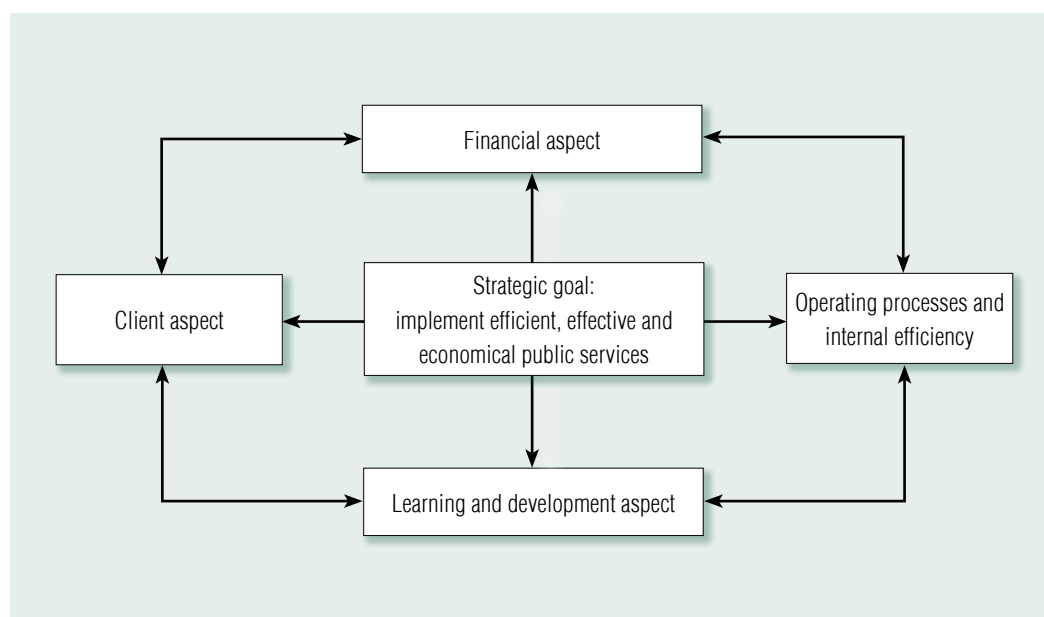 Financial aspect
Client aspect
Strategic goal:
implement efficient, effective and
economical public services
Operating processes and
internal efficiency
Learning and development aspect